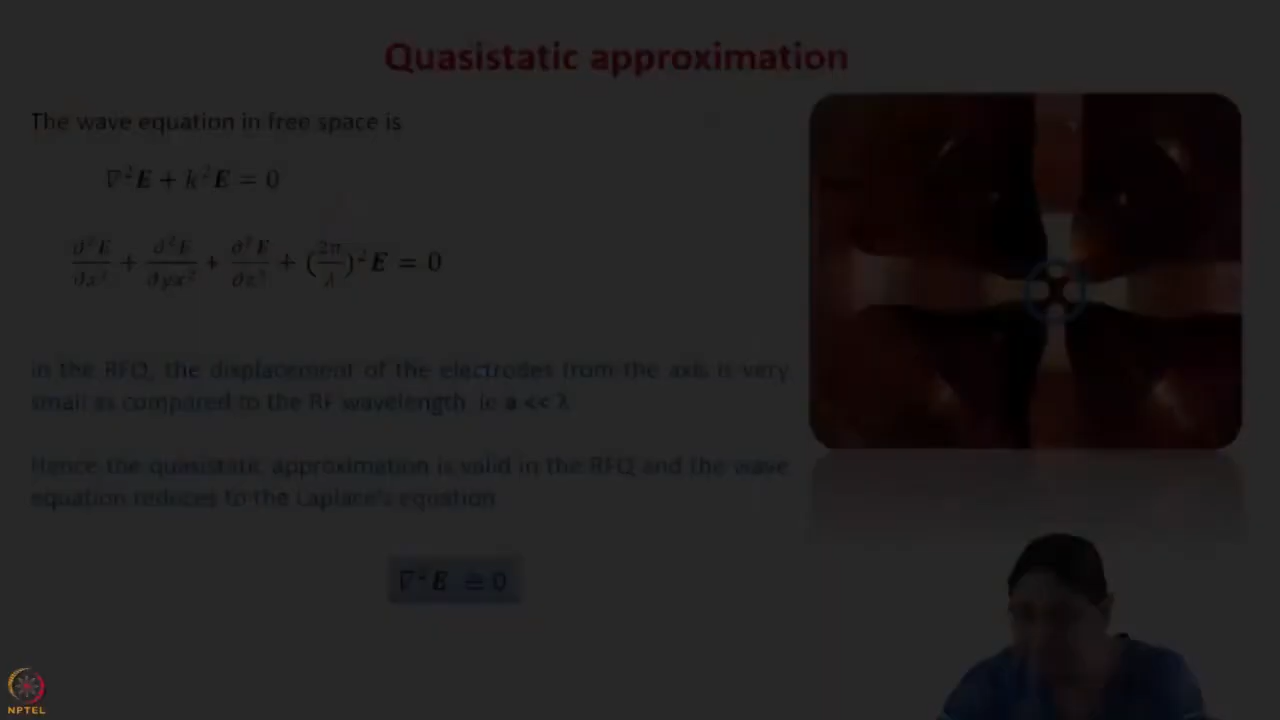 Quasistatic approximation
The wave equation in free space is
∇²E + k²E = 0
∂²E/∂x² + ∂²E/∂yx² + ∂²E/∂z² + (2π/λ)²E = 0
In the RFQ, the displacement of the electrodes from the axis is very
small as compared to the RF wavelength ie a << λ
Hence the quasistatic approximation is valid in the RFQ and the wave
equation reduces to the Laplace's equation
∇²E ≅ 0
NPTEL